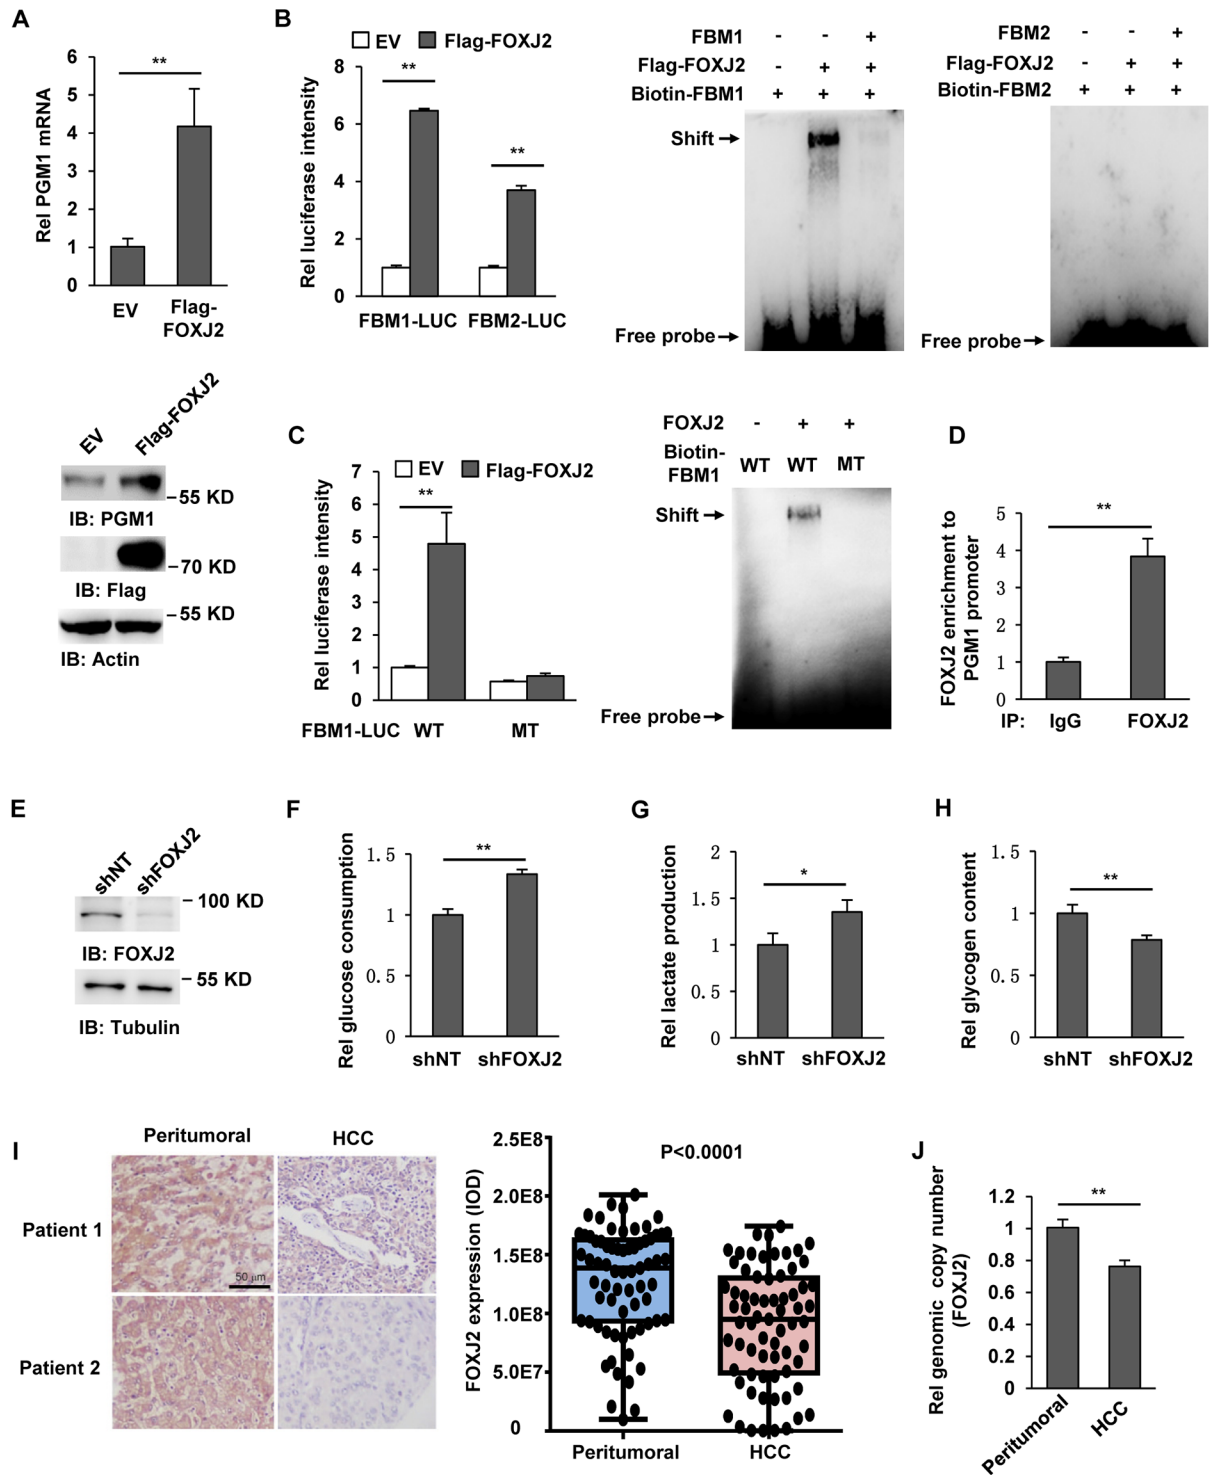 A
Rel PGM1 mRNA
6
5
4
3
2
1
0
**
EV
Flag-
FOXJ2
EV
Flag-FOXJ2
55 KD
IB: PGM1
70 KD
IB: Flag
55 KD
IB: Actin
B
EV
Flag-FOXJ2
Rel luciferase intensity
8
6
4
2
0
**
**
FBM1-LUC
FBM2-LUC
FBM1 - - +
Flag-FOXJ2 - + +
Biotin-FBM1 + + +
Shift
Free probe
FBM2 - - +
Flag-FOXJ2 - + +
Biotin-FBM2 + + +
Free probe
C
EV
Flag-FOXJ2
Rel luciferase intensity
7
6
5
4
3
2
1
0
**
FBM1-LUC WT MT
FOXJ2 - + +
Biotin-
FBM1
WT WT MT
Shift
Free probe
D
FOXJ2 enrichment to
PGM1 promoter
5
4
3
2
1
0
**
IP: IgG FOXJ2
E
shNT
shFOXJ2
100 KD
IB: FOXJ2
55 KD
IB: Tubulin
F
Rel glucose consumption
1.5
1
0.5
0
**
shNT shFOXJ2
G
Rel lactate production
2
1.5
1
0.5
0
*
shNT shFOXJ2
H
Rel glycogen content
1.5
1
0.5
0
**
shNT shFOXJ2
I
Peritumoral
HCC
Patient 1
50 μm
Patient 2
FOXJ2 expression (IOD)
2.5E8
2.0E8
1.5E8
1.0E8
5.0E7
0
P<0.0001
Peritumoral
HCC
J
Rel genomic copy number
(FOXJ2)
1.2
1
0.8
0.6
0.4
0.2
0
**
Peritumoral
HCC